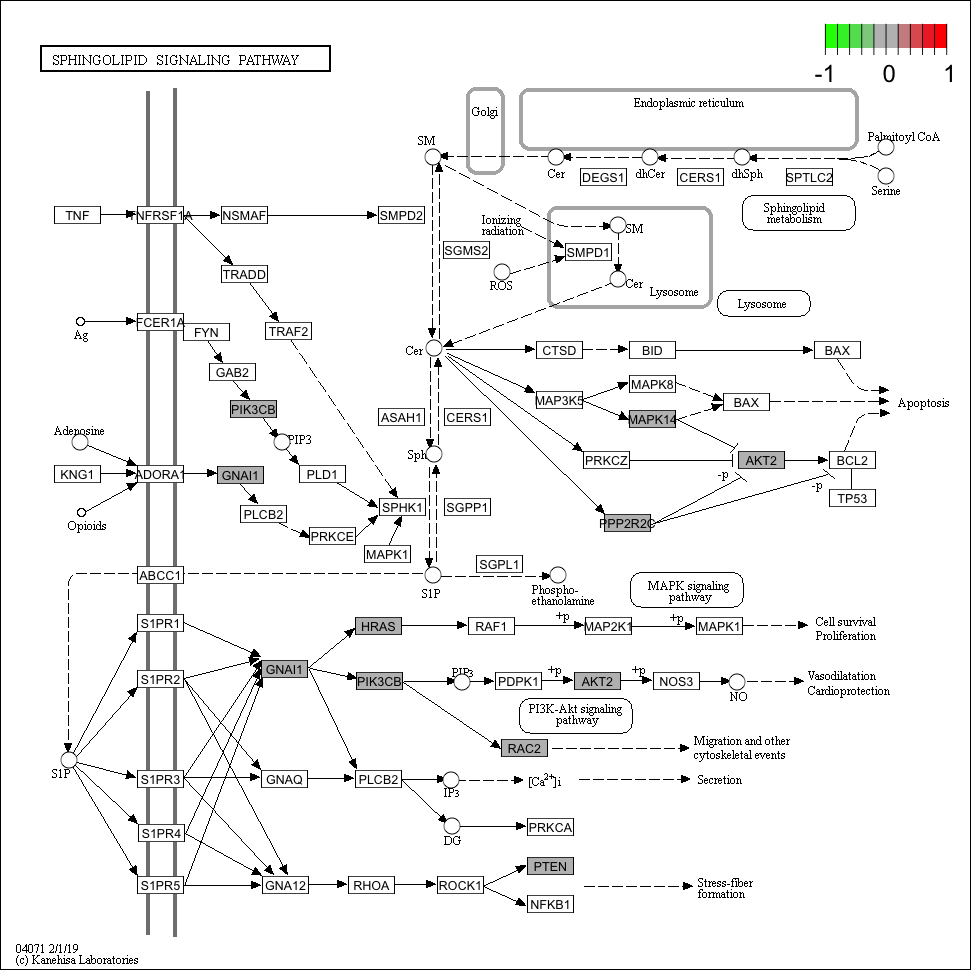 SPHINGOLIPID SIGNALING PATHWAY
-1 0 1
Golgi
Endoplasmic reticulum
SM
Palmitoyl CoA
Cer
dhCer
dhSph
DEGS1
CERS1
SPTLC2
Serine
Sphingolipid
metabolism
TNF
TNFRSF1A
NSMAF
SMPD2
Ionizing
radiation
SM
SGMS2
SMPD1
TRADD
ROS
Cer
Lysosome
Lysosome
FCER1A
Ag
FYN
TRAF2
Cer
CTSD
BID
BAX
GAB2
MAPK8
MAP3K5
BAX
Apoptosis
PIK3CB
ASAH1
CERS1
MAPK14
Adenosine
PIP3
Sph
PRKCZ
AKT2
BCL2
KNG1
ADORA1
GNAI1
PLD1
-p
-p
TP53
Opioids
PLCB2
SPHK1
SGPP1
PPP2R2C
PRKCE
MAPK1
ABCC1
SGPL1
S1P
Phospho-
ethanolamine
MAPK signaling
pathway
S1PR1
HRAS
RAF1
+p
MAP2K1
+p
MAPK1
Cell survival
Proliferation
GNAI1
S1PR2
PIK3CB
PIP3
PDPK1
+p
AKT2
+p
NOS3
NO
Vasodilatation
Cardioprotection
PI3K-Akt signaling
pathway
RAC2
Migration and other
cytoskeletal events
S1P
S1PR3
GNAQ
PLCB2
IP3
[Ca2+]i
Secretion
S1PR4
DG
PRKCA
S1PR5
GNA12
RHOA
ROCK1
PTEN
NFKB1
Stress-fiber
formation
04071 2/1/19
(c) Kanehisa Laboratories